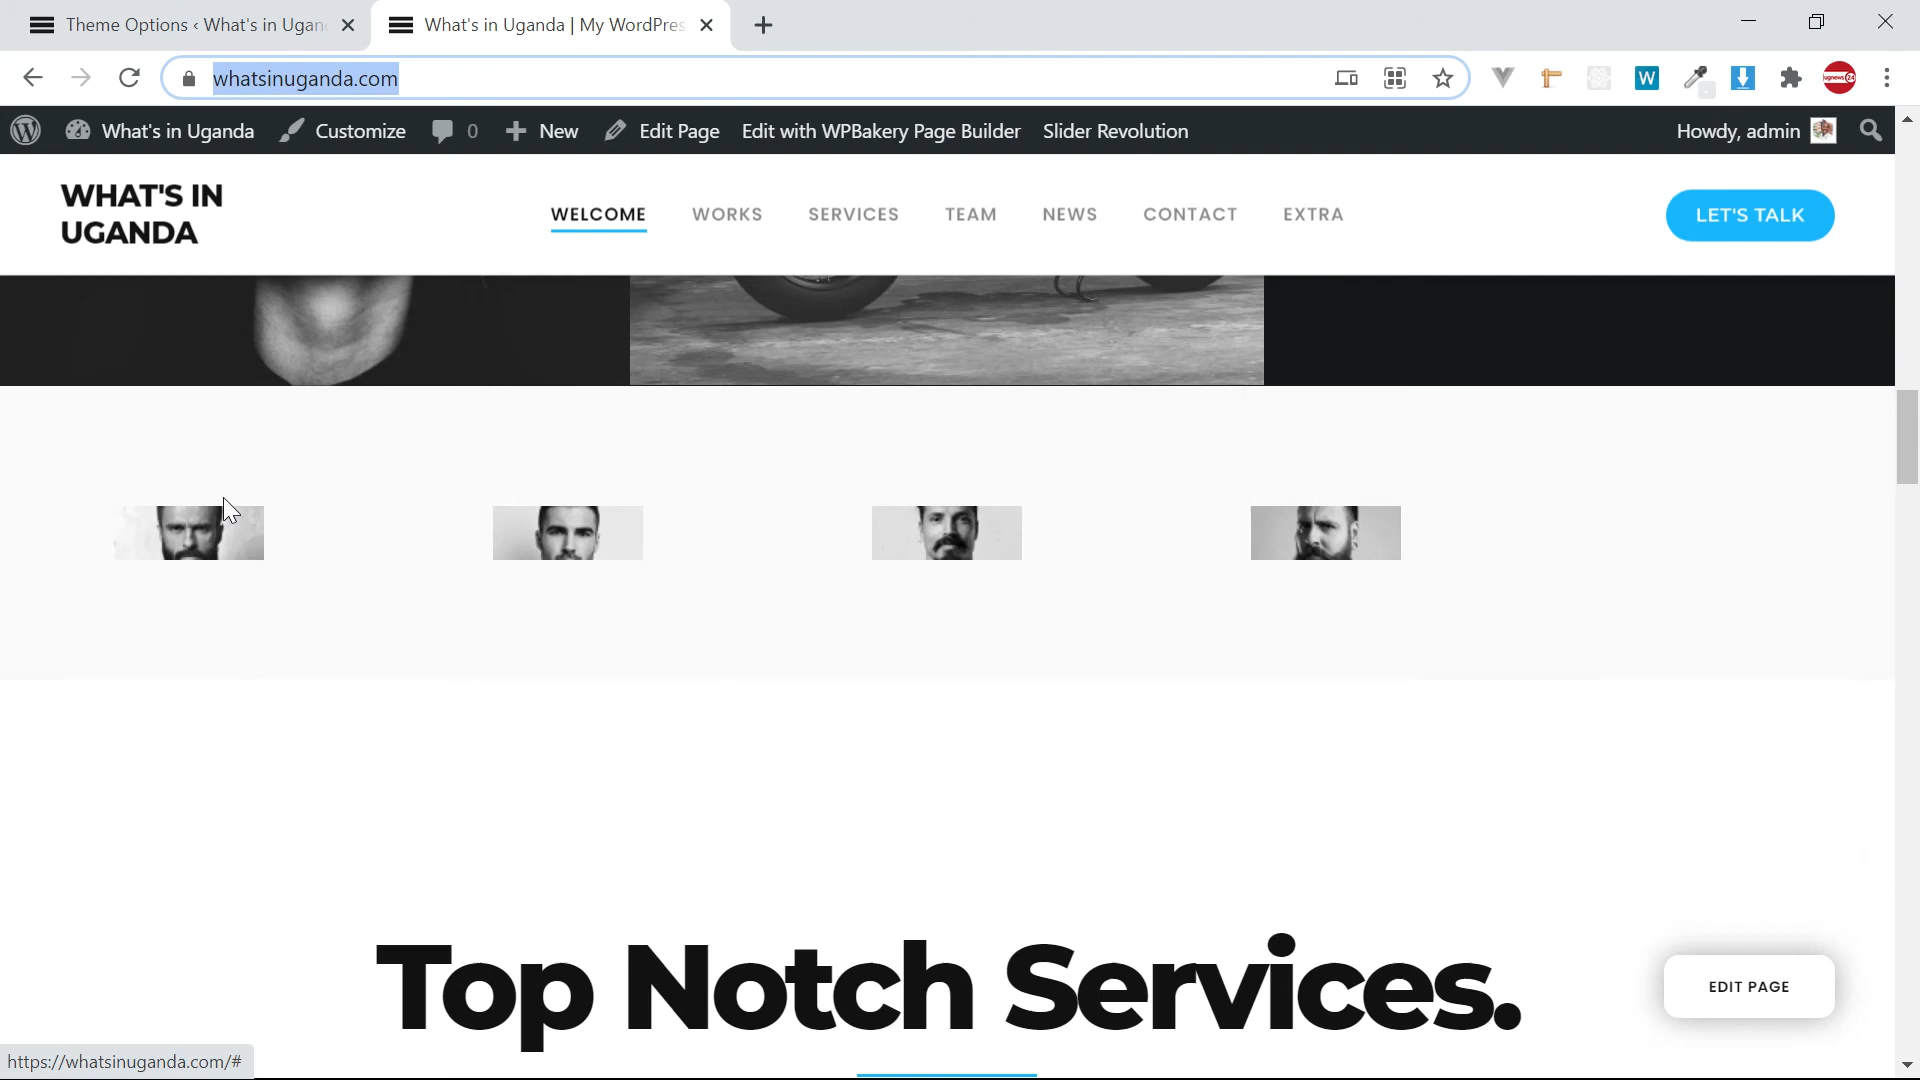 Theme Options ‹ What's in Ugan
What's in Uganda | My WordPres
whatsinuganda.com
W
ugnews24
What's in Uganda
Customize
0
New
Edit Page
Edit with WPBakery Page Builder
Slider Revolution
Howdy, admin
WHAT'S IN
UGANDA
WELCOME
WORKS
SERVICES
TEAM
NEWS
CONTACT
EXTRA
LET'S TALK
Top Notch Services.
EDIT PAGE
https://whatsinuganda.com/#